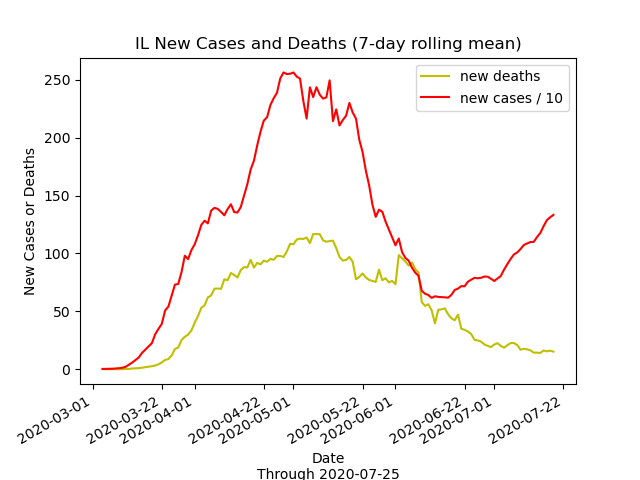 IL New Cases and Deaths (7-day rolling mean)
new deaths
new cases / 10
New Cases or Deaths
250
200
150
100
50
0
2020-03-01
2020-03-22
2020-04-01
2020-04-22
2020-05-01
2020-05-22
2020-06-01
2020-06-22
2020-07-01
2020-07-22
Date
Through 2020-07-25